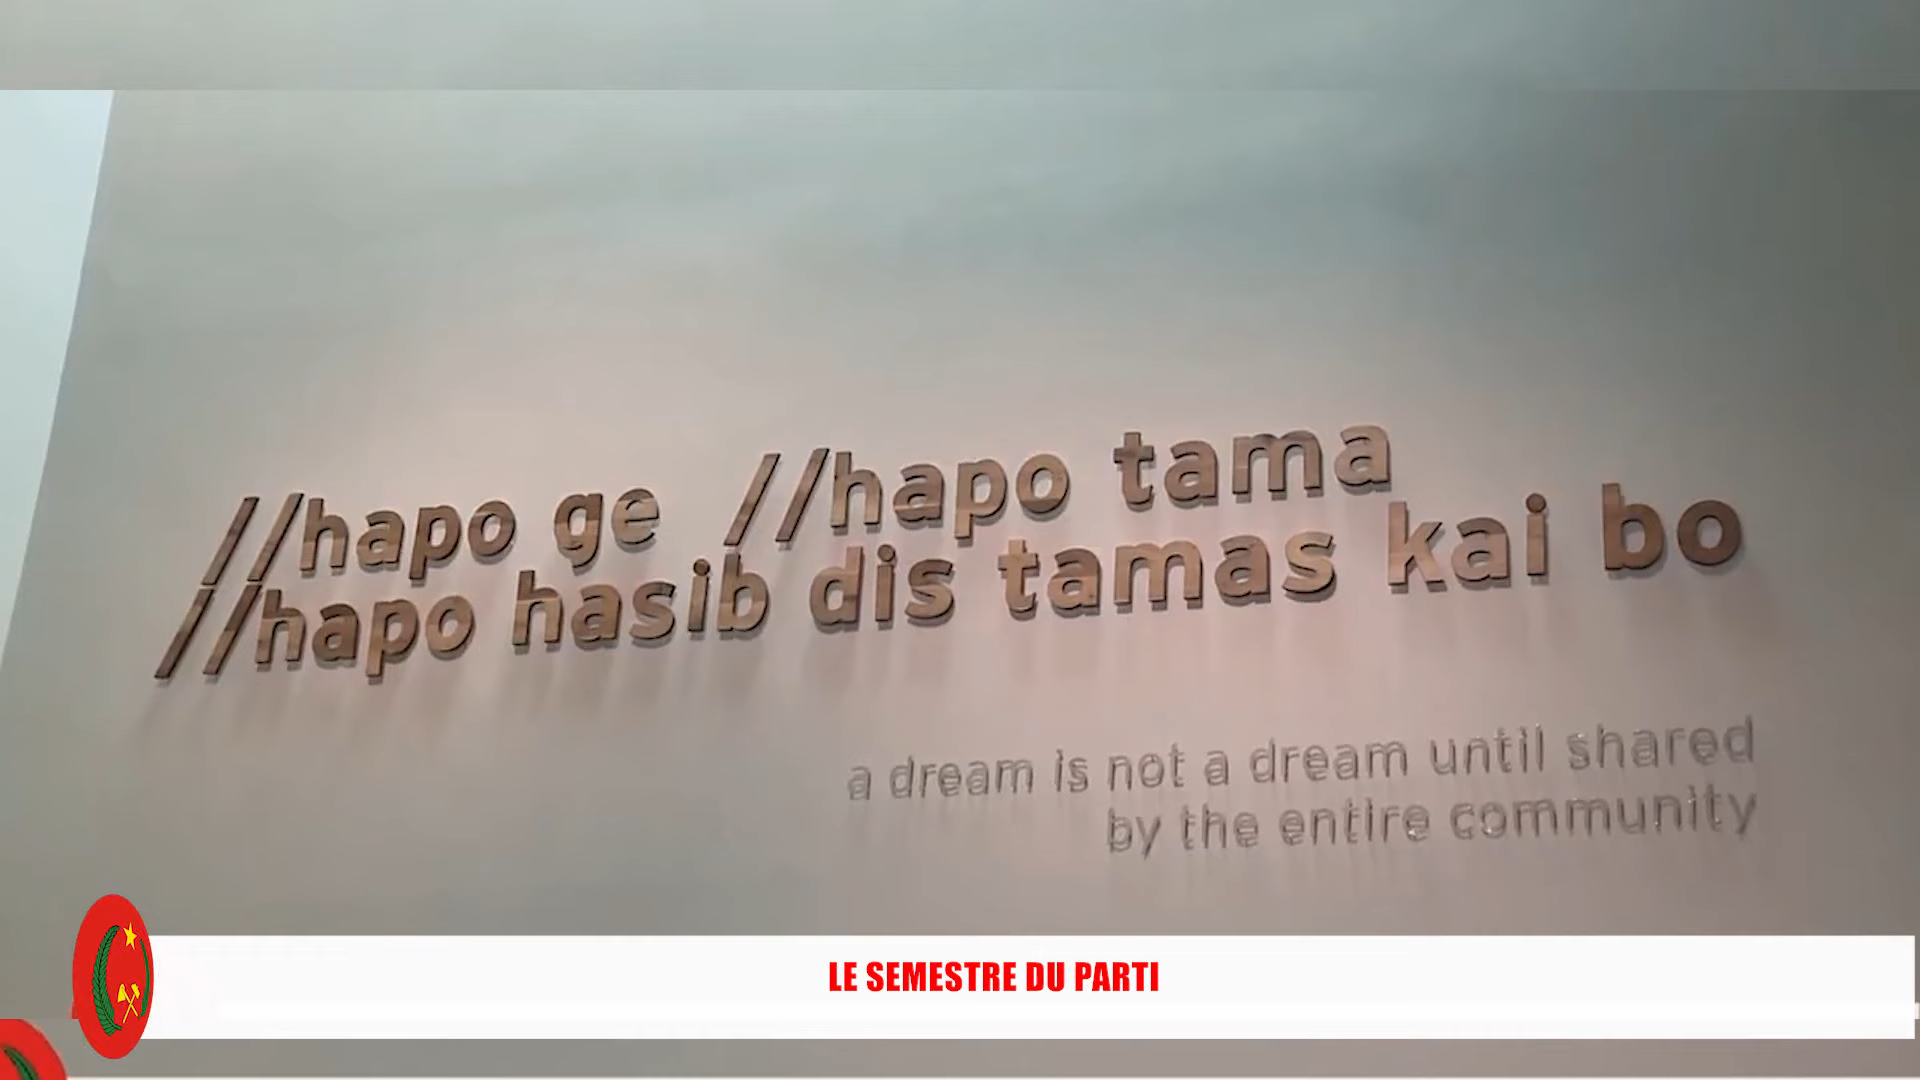 //hapo ge //hapo tama
//hapo hasib dis tamas kai bo
a dream is not a dream until shared
by the entire community
LE SEMESTRE DU PARTI